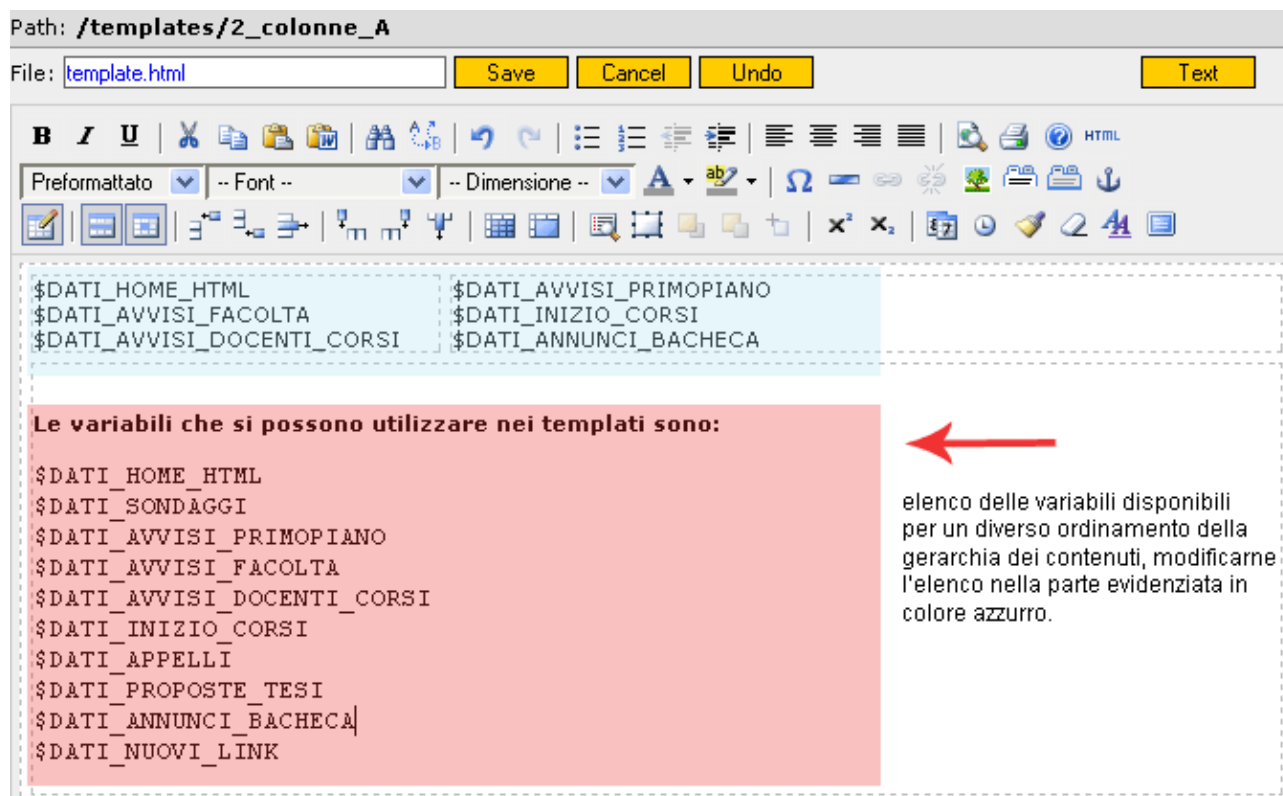 Path: /templates/2_colonne_A
File: template.html Save Cancel Undo Text
B I U HTML
Preformattato -- Font -- -- Dimensione --
$DATI_HOME_HTML $DATI_AVVISI_PRIMOPIANO
$DATI_AVVISI_FACOLTA $DATI_INIZIO_CORSI
$DATI_AVVISI_DOCENTI_CORSI $DATI_ANNUNCI_BACHECA
Le variabili che si possono utilizzare nei templati sono:
$DATI_HOME_HTML
$DATI_SONDAGGI
$DATI_AVVISI_PRIMOPIANO
$DATI_AVVISI_FACOLTA
$DATI_AVVISI_DOCENTI_CORSI
$DATI_INIZIO_CORSI
$DATI_APPELLI
$DATI_PROPOSTE_TESI
$DATI_ANNUNCI_BACHECA
$DATI_NUOVI_LINK
elenco delle variabili disponibili
per un diverso ordinamento della
gerarchia dei contenuti, modificarne
l'elenco nella parte evidenziata in
colore azzurro.